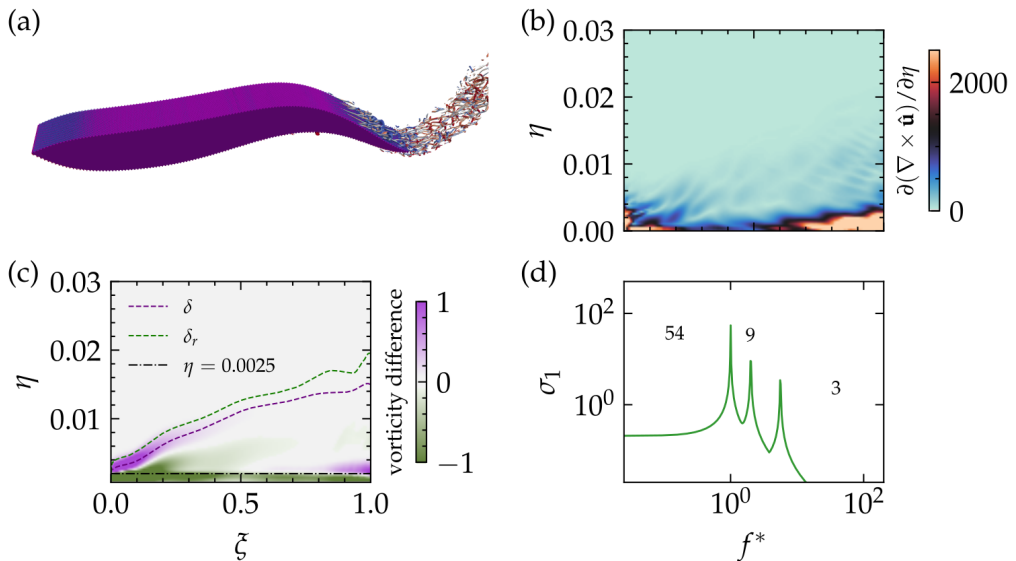 (a)
(b)
0.03
0.02
0.01
0.00
η
2000
0
∂(∇ × û)/∂η
(c)
0.03
0.02
0.01
η
δ
δ_r
η = 0.0025
0.0
0.5
1.0
ξ
1
0
−1
vorticity difference
(d)
10^2
10^0
σ_1
54
9
3
10^0
10^2
f*